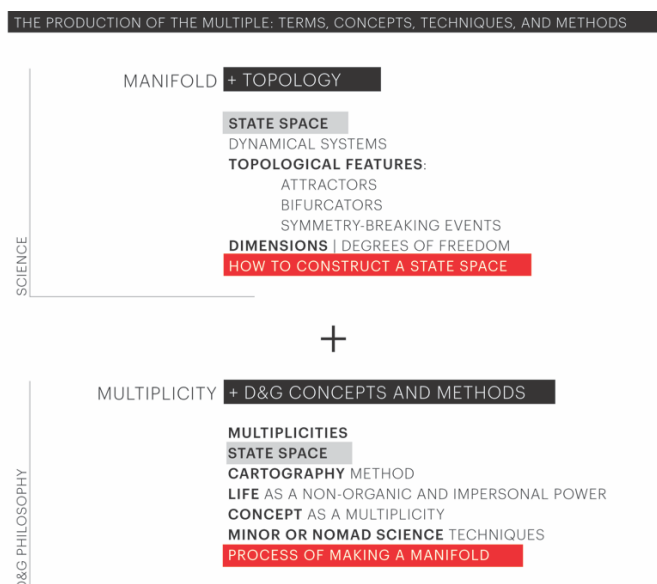 THE PRODUCTION OF THE MULTIPLE: TERMS, CONCEPTS, TECHNIQUES, AND METHODS
MANIFOLD + TOPOLOGY
STATE SPACE
DYNAMICAL SYSTEMS
TOPOLOGICAL FEATURES:
ATTRACTORS
BIFURCATORS
SYMMETRY-BREAKING EVENTS
DIMENSIONS | DEGREES OF FREEDOM
HOW TO CONSTRUCT A STATE SPACE
SCIENCE
+
MULTIPLICITY + D&G CONCEPTS AND METHODS
MULTIPLICITIES
STATE SPACE
CARTOGRAPHY METHOD
LIFE AS A NON-ORGANIC AND IMPERSONAL POWER
CONCEPT AS A MULTIPLICITY
MINOR OR NOMAD SCIENCE TECHNIQUES
PROCESS OF MAKING A MANIFOLD
D&G PHILOSOPHY